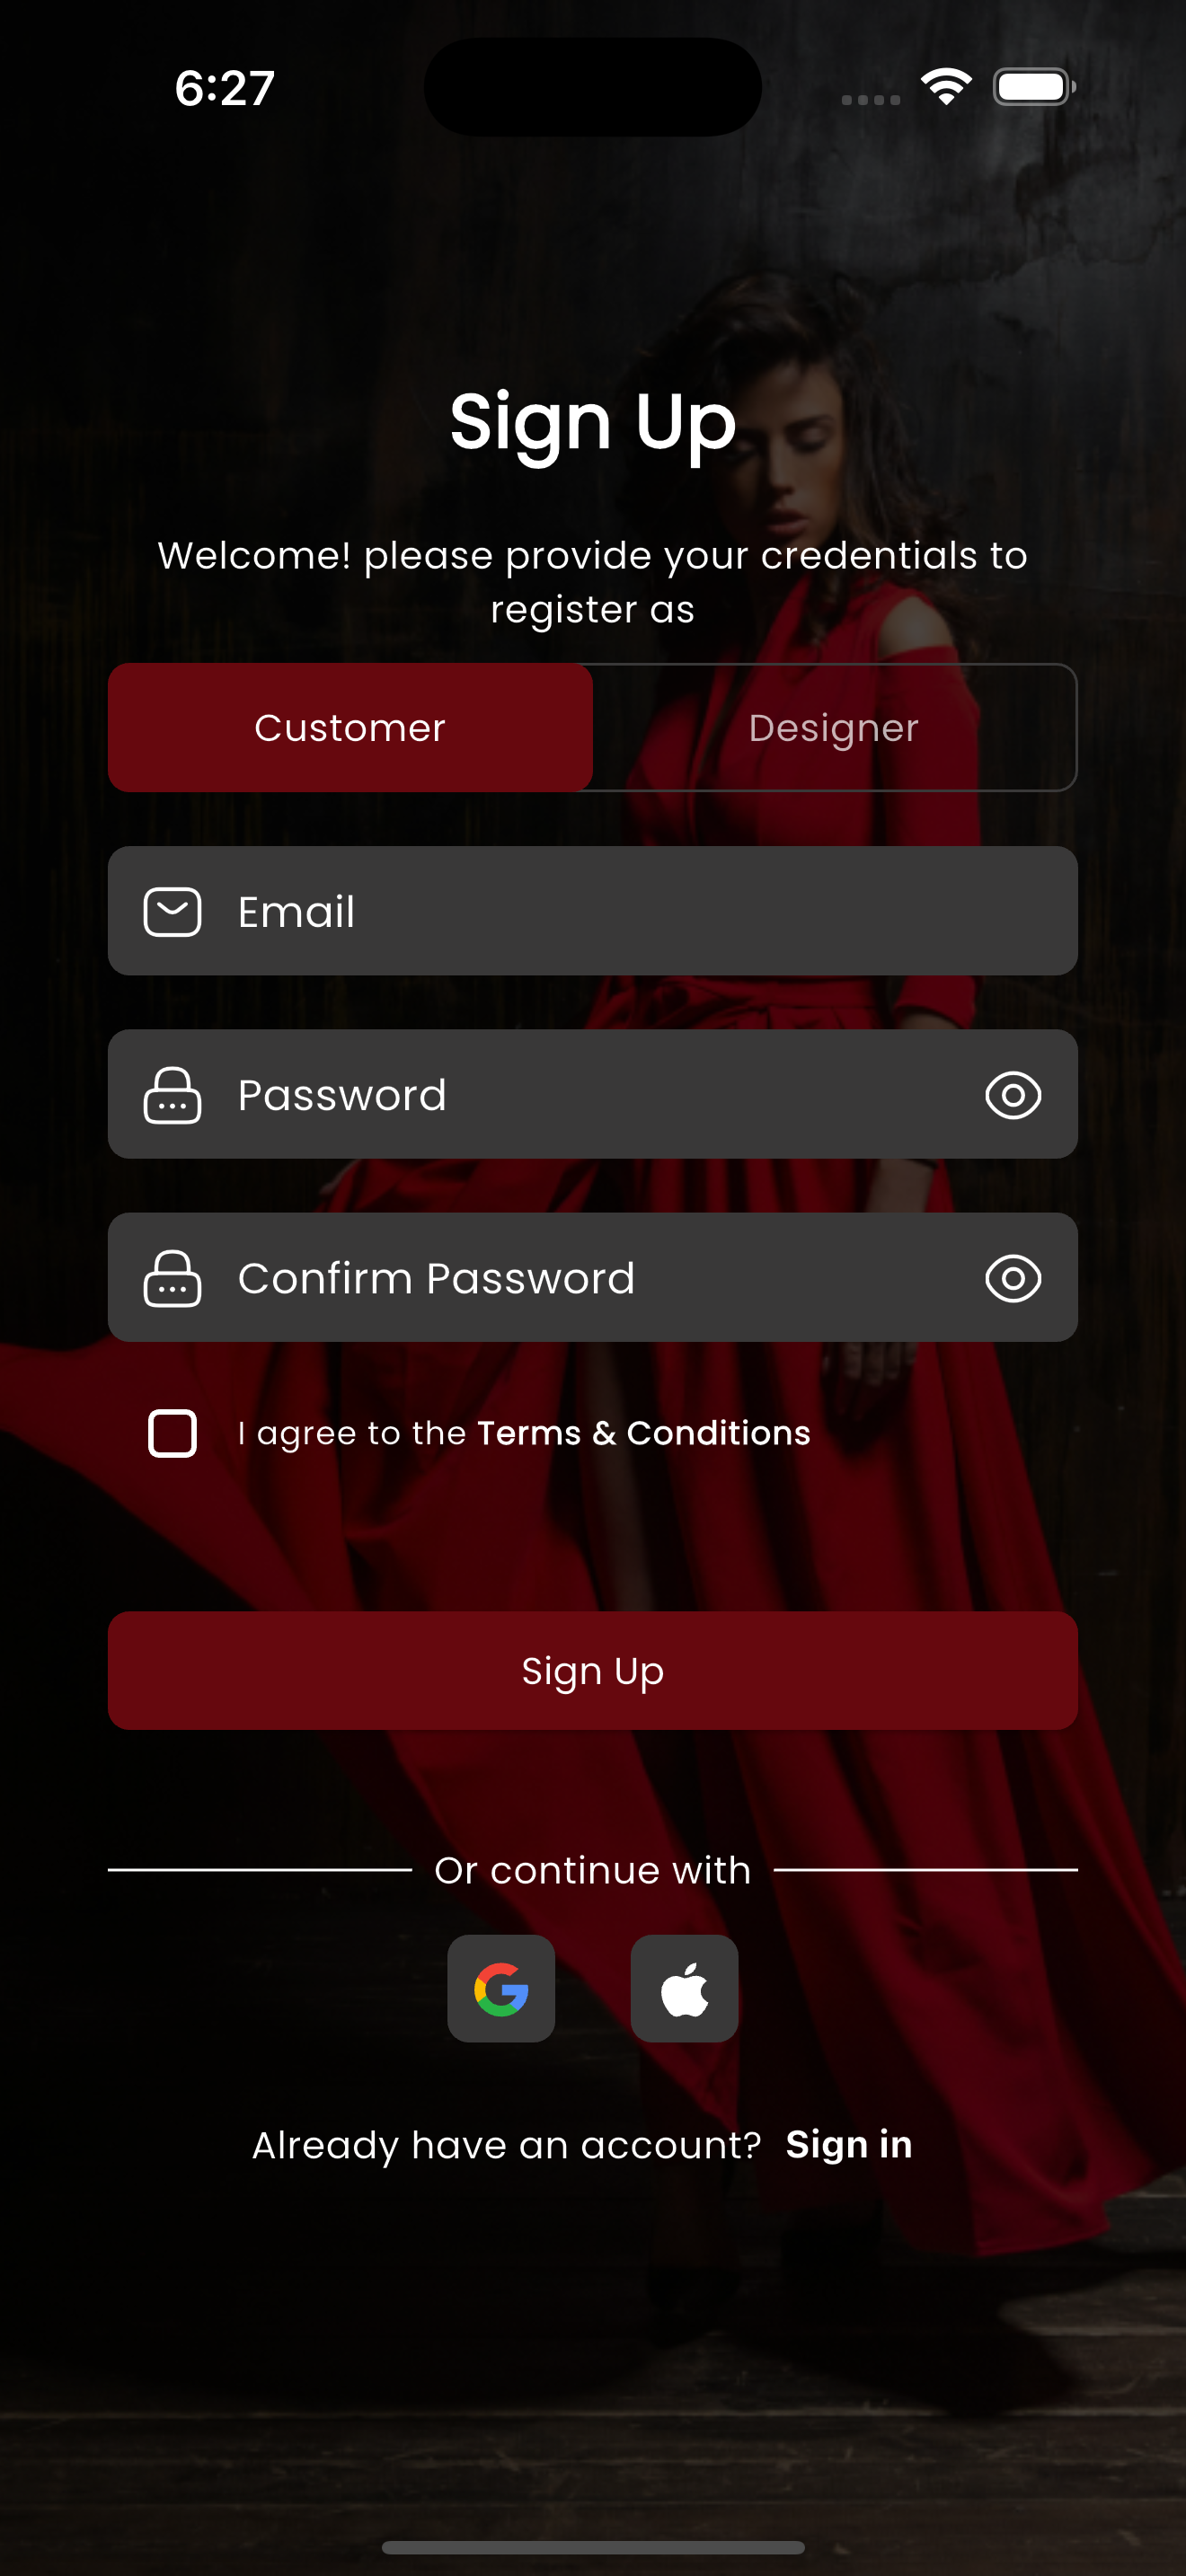 6:27
Sign Up
Welcome! please provide your credentials to
register as
Customer
Designer
Email
Password
Confirm Password
I agree to the Terms & Conditions
Sign Up
Or continue with
Already have an account? Sign in